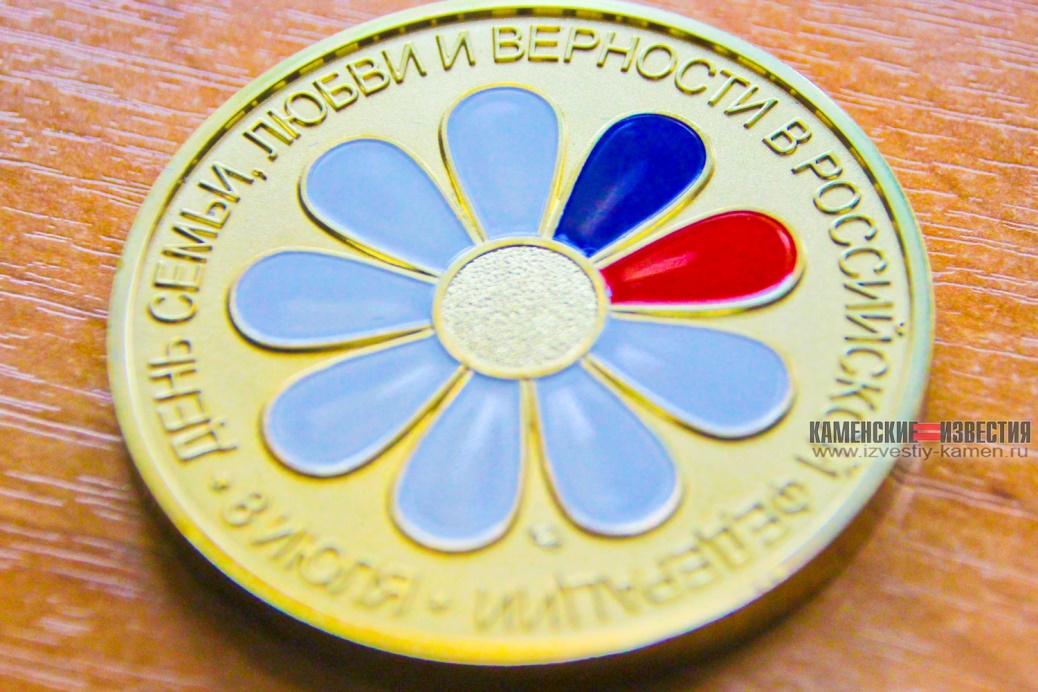 ДЕНЬ СЕМЬИ, ЛЮБВИ И ВЕРНОСТИ В РОССИЙСКОЙ ФЕДЕРАЦИИ
• 8 ИЮЛЯ •
КАМЕНСКИЕ ИЗВЕСТИЯ
www.izvestiy-kamen.ru